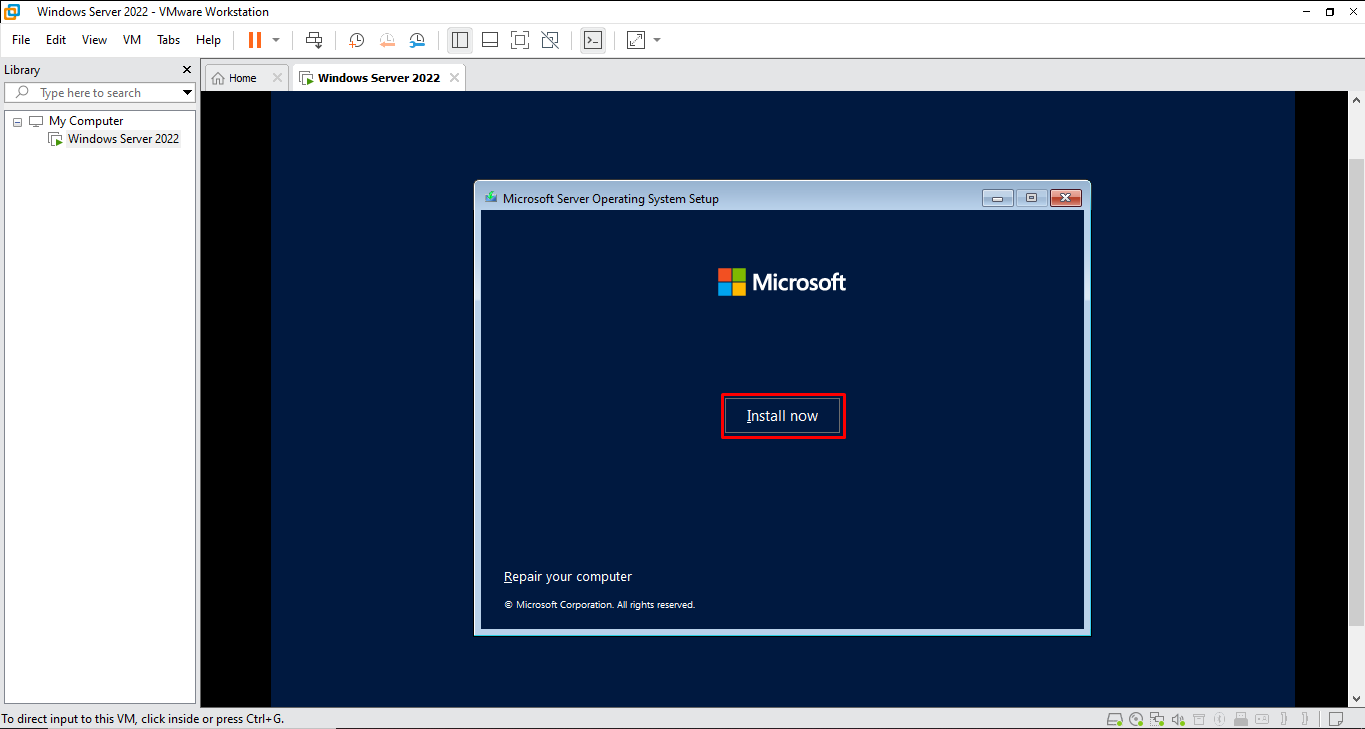 Windows Server 2022 - VMware Workstation
File Edit View VM Tabs Help
Library
Type here to search
My Computer
Windows Server 2022
Home
Windows Server 2022
Microsoft Server Operating System Setup
Microsoft
Install now
Repair your computer
© Microsoft Corporation. All rights reserved.
To direct input to this VM, click inside or press Ctrl+G.